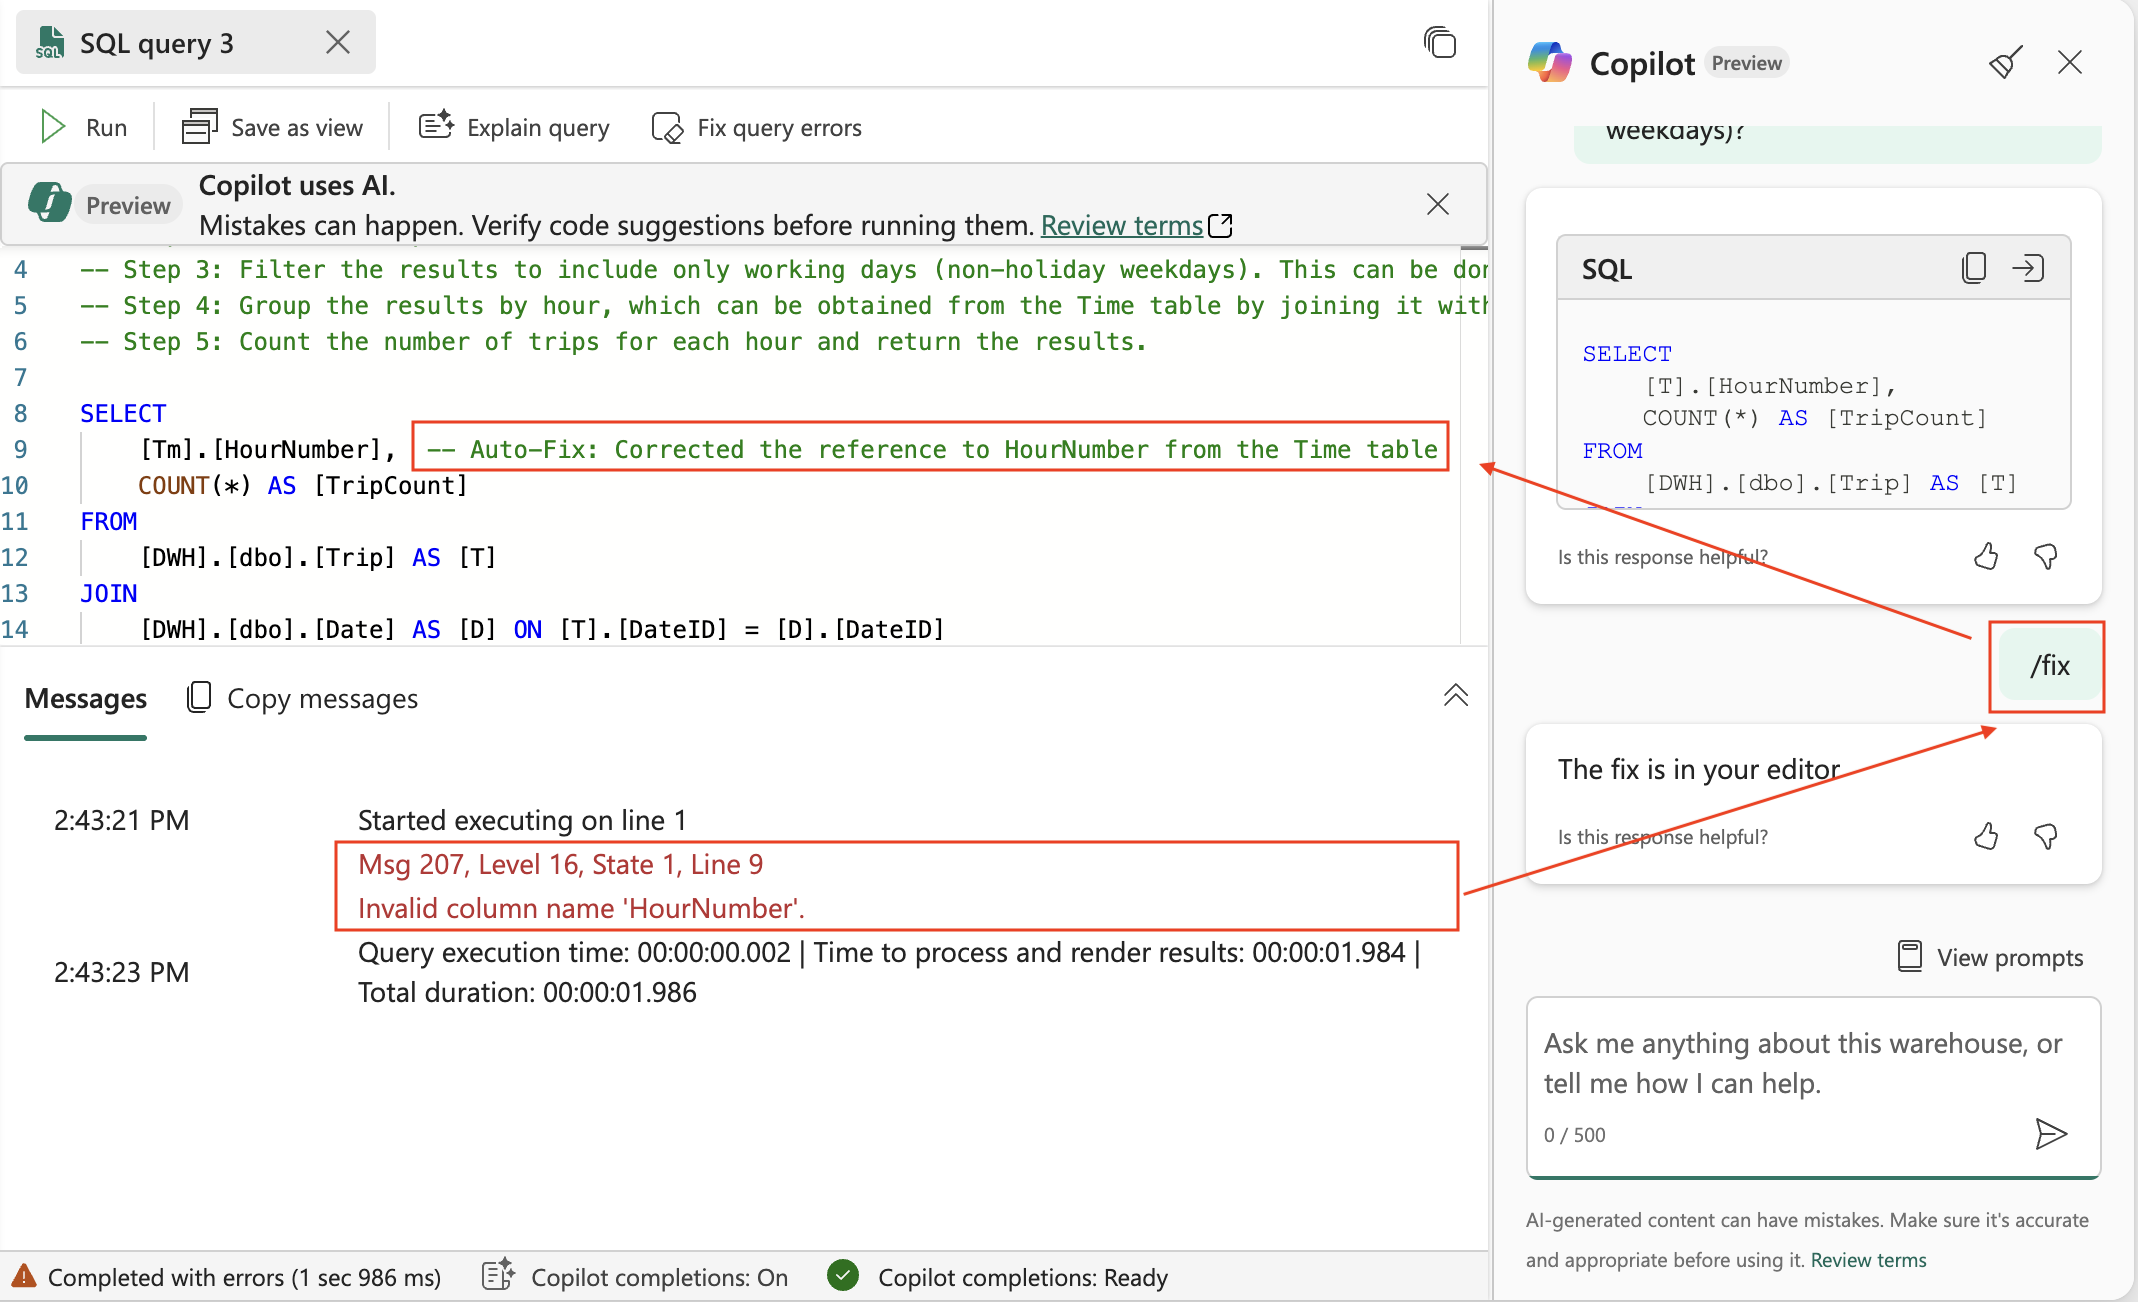 SQL query 3
Run
Save as view
Explain query
Fix query errors
Preview
Copilot uses AI.
Mistakes can happen. Verify code suggestions before running them. Review terms
4 -- Step 3: Filter the results to include only working days (non-holiday weekdays). This can be
5 -- Step 4: Group the results by hour, which can be obtained from the Time table by joining it with
6 -- Step 5: Count the number of trips for each hour and return the results.
7
8 SELECT
9 [Tm].[HourNumber], -- Auto-Fix: Corrected the reference to HourNumber from the Time table
10 COUNT(*) AS [TripCount]
11 FROM
12 [DWH].[dbo].[Trip] AS [T]
13 JOIN
14 [DWH].[dbo].[Date] AS [D] ON [T].[DateID] = [D].[DateID]
Messages
Copy messages
2:43:21 PM Started executing on line 1
Msg 207, Level 16, State 1, Line 9
Invalid column name 'HourNumber'.
2:43:23 PM Query execution time: 00:00:00.002 | Time to process and render results: 00:00:01.984 |
Total duration: 00:00:01.986
Completed with errors (1 sec 986 ms)
Copilot completions: On
Copilot completions: Ready
Copilot Preview
weekdays)?
SQL
SELECT
[T].[HourNumber],
COUNT(*) AS [TripCount]
FROM
[DWH].[dbo].[Trip] AS [T]
Is this response helpful?
/fix
The fix is in your editor
Is this response helpful?
View prompts
Ask me anything about this warehouse, or
tell me how I can help.
0 / 500
AI-generated content can have mistakes. Make sure it's accurate
and appropriate before using it. Review terms